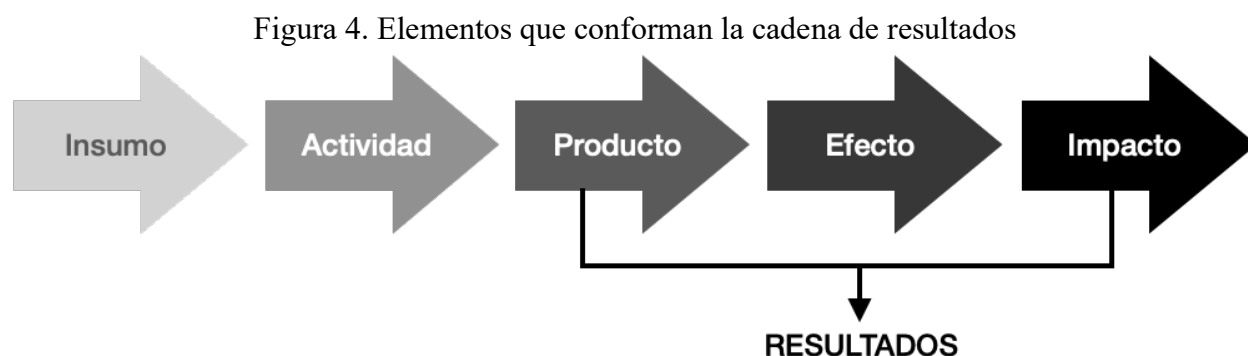 Figura 4. Elementos que conforman la cadena de resultados
Insumo
Actividad
Producto
Efecto
Impacto
RESULTADOS